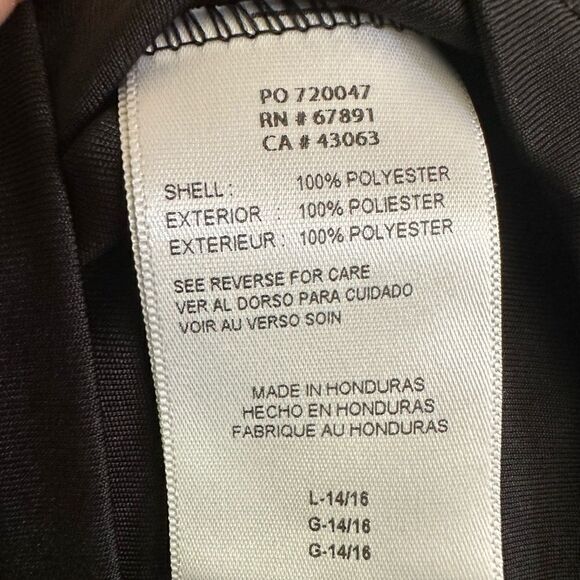 PO 720047
RN # 67891
CA # 43063
SHELL : 100% POLYESTER
EXTERIOR : 100% POLIESTER
EXTERIEUR : 100% POLYESTER
SEE REVERSE FOR CARE
VER AL DORSO PARA CUIDADO
VOIR AU VERSO SOIN
MADE IN HONDURAS
HECHO EN HONDURAS
FABRIQUE AU HONDURAS
L-14/16
G-14/16
G-14/16